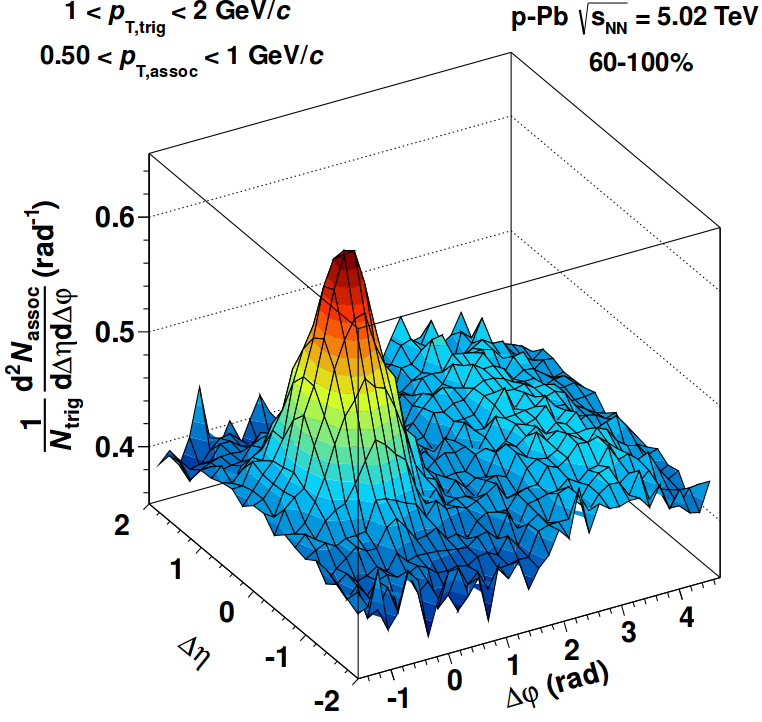 1 < pT,trig < 2 GeV/c
p-Pb √sNN = 5.02 TeV
0.50 < pT,assoc < 1 GeV/c
60-100%
1/Ntrig d²Nassoc/dΔηdΔφ (rad⁻¹)
0.6
0.5
0.4
2
1
0
-1
-2
Δη
-1
0
1
2
3
4
Δφ (rad)